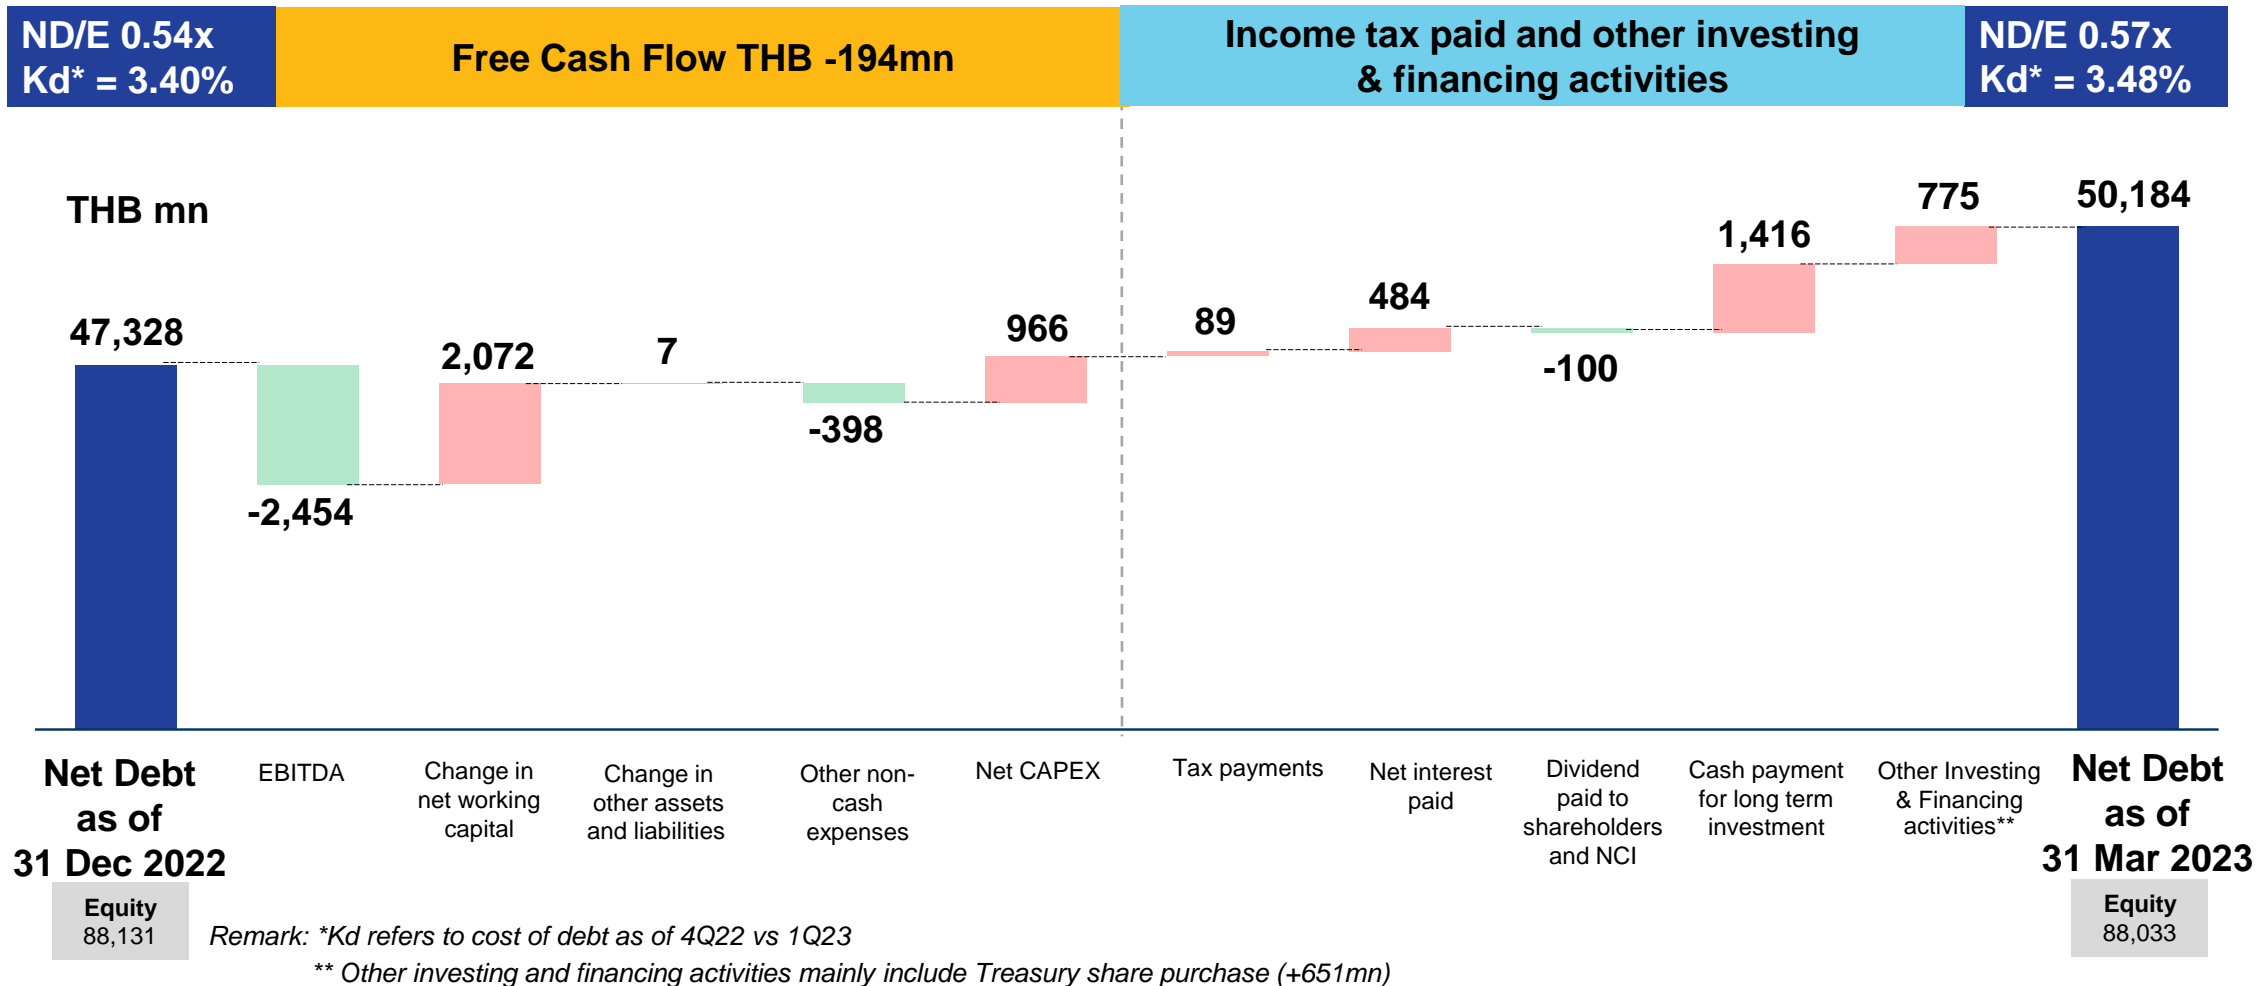 ND/E 0.54x
Kd* = 3.40%
Free Cash Flow THB -194mn
Income tax paid and other investing
& financing activities
ND/E 0.57x
Kd* = 3.48%
THB mn
47,328
-2,454
2,072
7
-398
966
89
484
-100
1,416
775
50,184
Net Debt
as of
31 Dec 2022
EBITDA
Change in
net working
capital
Change in
other assets
and liabilities
Other non-
cash
expenses
Net CAPEX
Tax payments
Net interest
paid
Dividend
paid to
shareholders
and NCI
Cash payment
for long term
investment
Other Investing
& Financing
activities**
Net Debt
as of
31 Mar 2023
Equity
88,131
Equity
88,033
Remark: *Kd refers to cost of debt as of 4Q22 vs 1Q23
** Other investing and financing activities mainly include Treasury share purchase (+651mn)